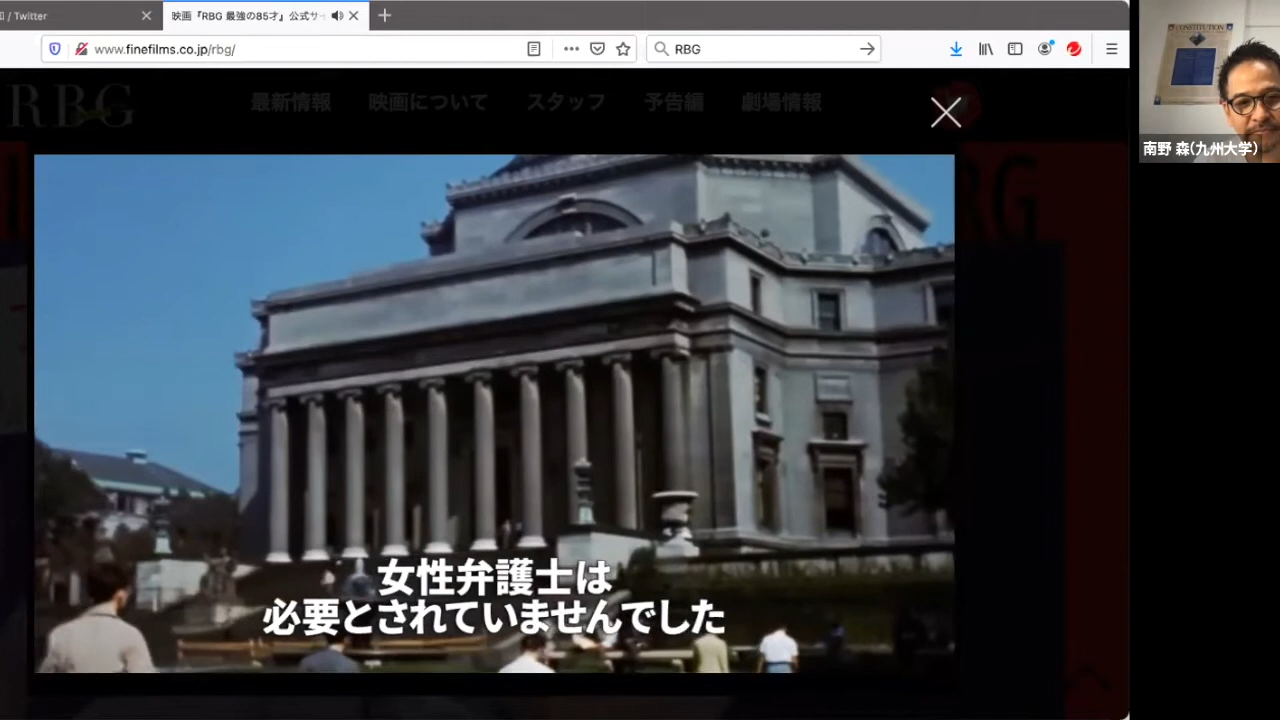 / Twitter
映画『RBG 最強の85才』公式サ
www.finefilms.co.jp/rbg/
RBG
RBG
最新情報
映画について
スタッフ
予告編
劇場情報
CONSTITUTION
南野 森(九州大学)
RG
女性弁護士は
必要とされていませんでした